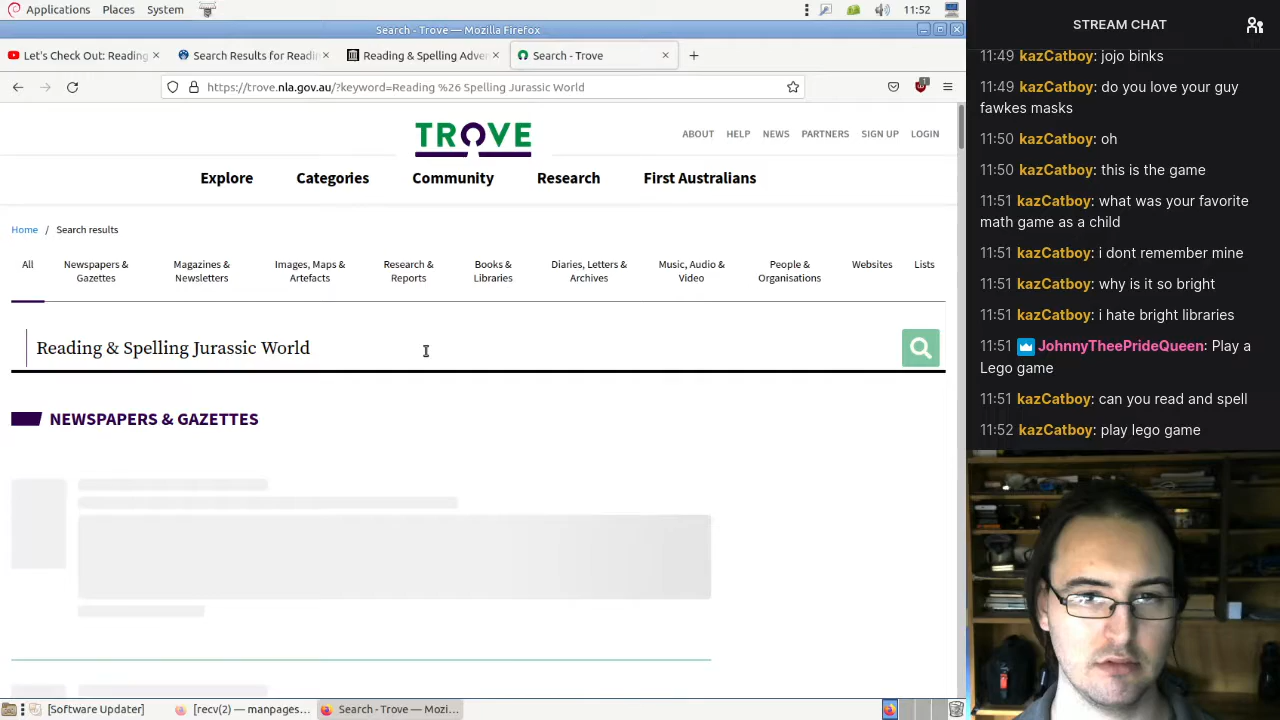 Applications Places System 11:52
Search - Trove — Mozilla Firefox
Let's Check Out: Reading
Search Results for Readin
Reading & Spelling Adven
Search - Trove
https://trove.nla.gov.au/?keyword=Reading %26 Spelling Jurassic World
1
TROVE
ABOUT HELP NEWS PARTNERS SIGN UP LOGIN
Explore Categories Community Research First Australians
Home / Search results
All
Newspapers & Gazettes
Magazines & Newsletters
Images, Maps & Artefacts
Research & Reports
Books & Libraries
Diaries, Letters & Archives
Music, Audio & Video
People & Organisations
Websites
Lists
Reading & Spelling Jurassic World
NEWSPAPERS & GAZETTES
[Software Updater]
[recv(2) — manpages...
Search - Trove — Mozi...
STREAM CHAT
11:49 kazCatboy: jojo binks
11:49 kazCatboy: do you love your guy
fawkes masks
11:50 kazCatboy: oh
11:50 kazCatboy: this is the game
11:51 kazCatboy: what was your favorite
math game as a child
11:51 kazCatboy: i dont remember mine
11:51 kazCatboy: why is it so bright
11:51 kazCatboy: i hate bright libraries
11:51 JohnnyTheePrideQueen: Play a
Lego game
11:51 kazCatboy: can you read and spell
11:52 kazCatboy: play lego game